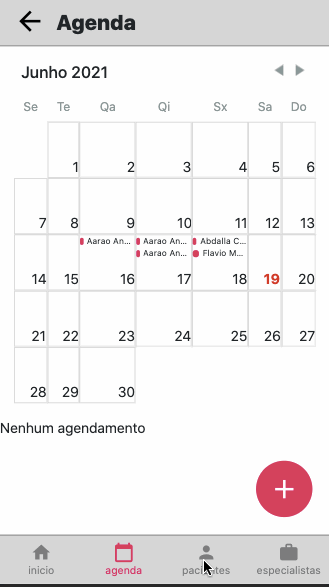 Agenda
Junho 2021
Se Te Qa Qi Sx Sa Do
1 2 3 4 5 6
7 8 9 10 11 12 13
Aarao An... Aarao An... Abdalla C...
Aarao An... Flavio M...
14 15 16 17 18 19 20
21 22 23 24 25 26 27
28 29 30
Nenhum agendamento
inicio agenda pacientes especialistas